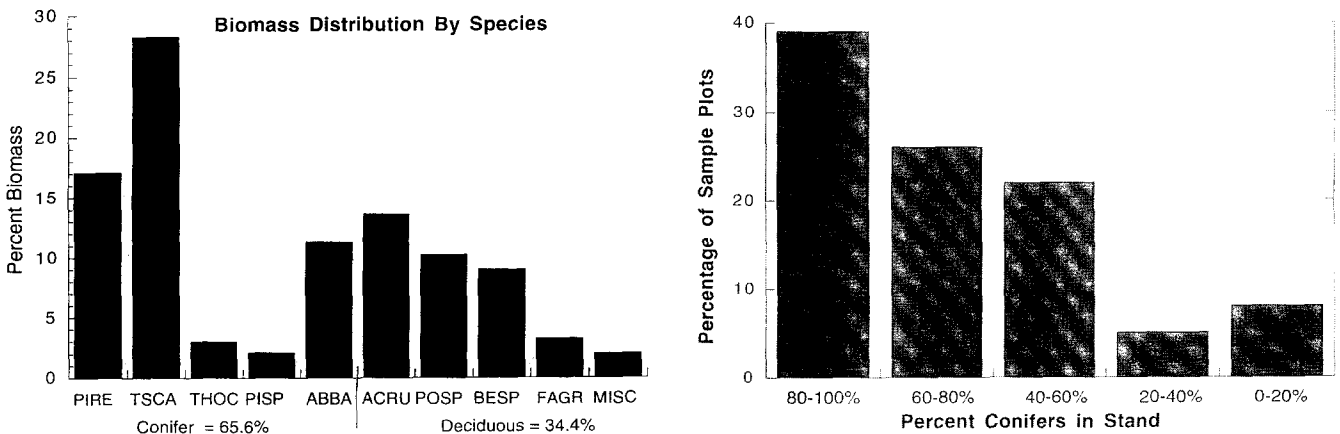 Biomass Distribution By Species
Percent Biomass
30
25
20
15
10
5
0
PIRE TSCA THOC PISP ABBA ACRU POSP BESP FAGR MISC
Conifer = 65.6% Deciduous = 34.4%
Percentage of Sample Plots
40
30
20
10
0
80-100% 60-80% 40-60% 20-40% 0-20%
Percent Conifers in Stand